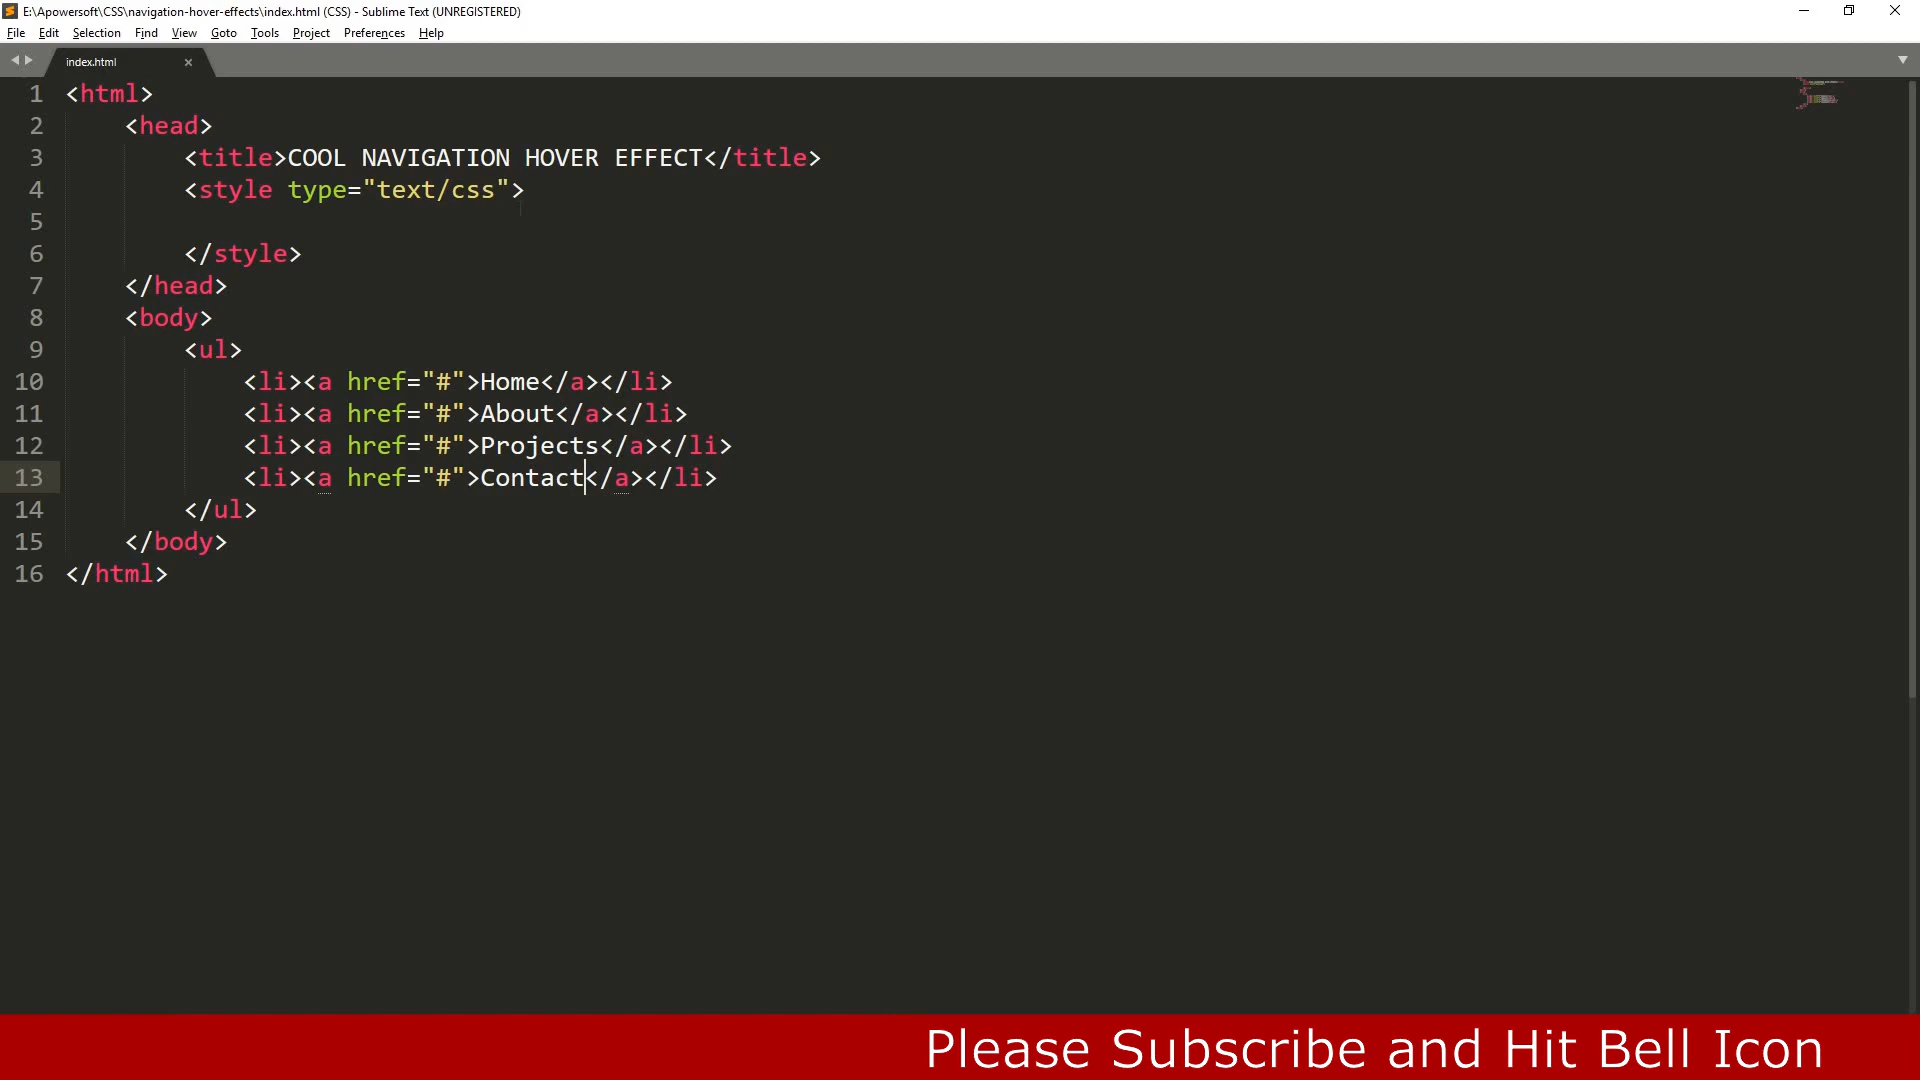 E:\Apowersoft\CSS\navigation-hover-effects\index.html (CSS) - Sublime Text (UNREGISTERED)
File Edit Selection Find View Goto Tools Project Preferences Help
index.html ×
1 <html>
2 <head>
3 <title>COOL NAVIGATION HOVER EFFECT</title>
4 <style type="text/css">
5
6 </style>
7 </head>
8 <body>
9 <ul>
10 <li><a href="#">Home</a></li>
11 <li><a href="#">About</a></li>
12 <li><a href="#">Projects</a></li>
13 <li><a href="#">Contact</a></li>
14 </ul>
15 </body>
16 </html>
Please Subscribe and Hit Bell Icon